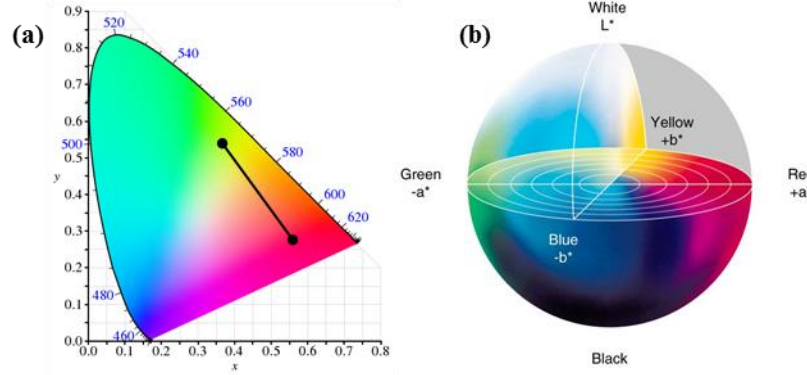 (a)
0.9
0.8
0.7
0.6
0.5
0.4
0.3
0.2
0.1
0.0
y
0.0 0.1 0.2 0.3 0.4 0.5 0.6 0.7 0.8
x
520
540
560
500
580
600
620
480
460
(b)
White
L*
Yellow
+b*
Green
-a*
Re
+a
Blue
-b*
Black